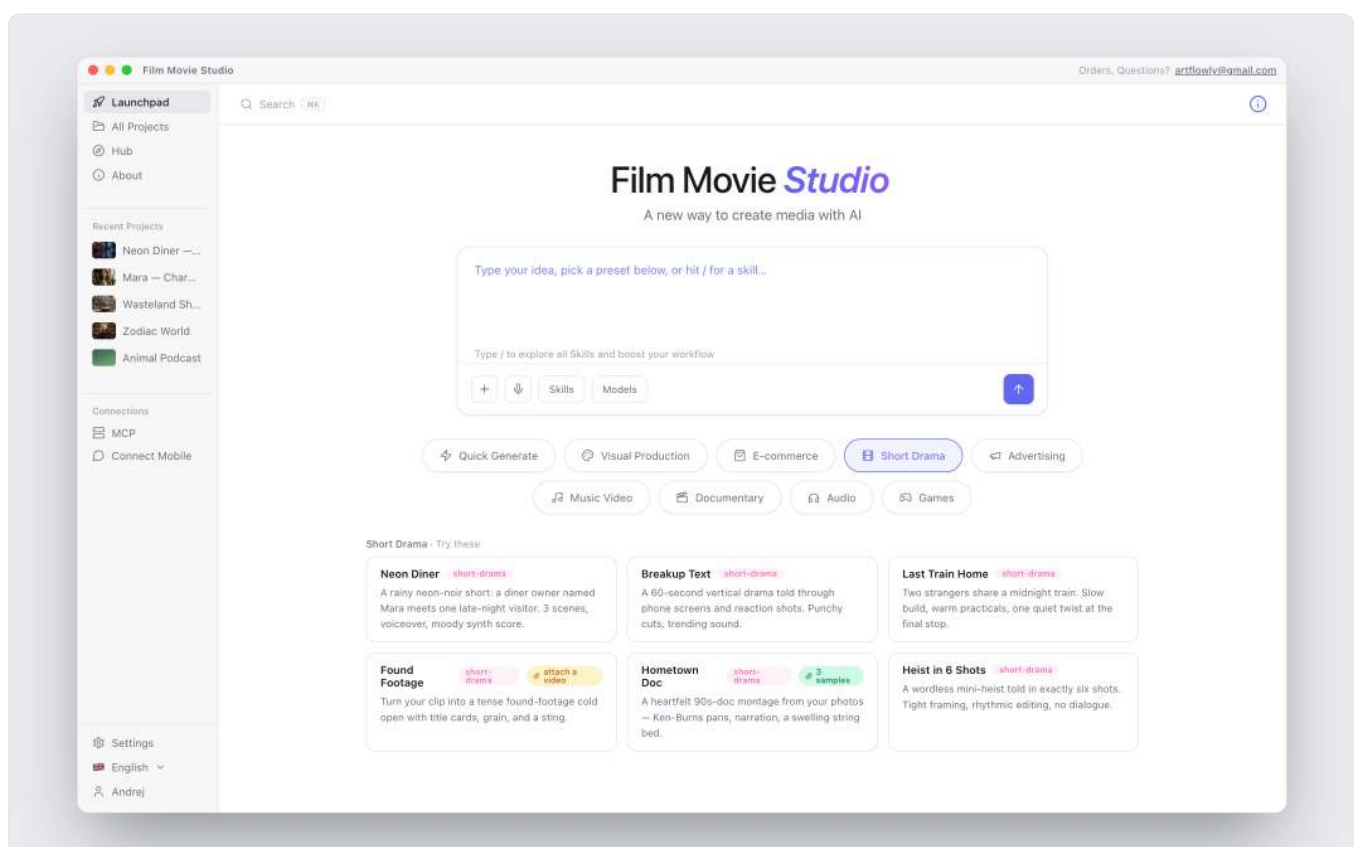 Film Movie Studio
Orders, Questions? artflowlv@gmail.com
Launchpad
All Projects
Hub
About
Recent Projects
Neon Diner —...
Mara — Char...
Wasteland Sh...
Zodiac World
Animal Podcast
Connections
MCP
Connect Mobile
Settings
English
Andrej
Search ⌘K
Film Movie Studio
A new way to create media with AI
Type your idea, pick a preset below, or hit / for a skill...
Type / to explore all Skills and boost your workflow
Skills
Models
Quick Generate
Visual Production
E-commerce
Short Drama
Advertising
Music Video
Documentary
Audio
Games
Short Drama · Try these
Neon Diner short-drama
A rainy neon-noir short: a diner owner named
Mara meets one late-night visitor. 3 scenes,
voiceover, moody synth score.
Breakup Text short-drama
A 60-second vertical drama told through
phone screens and reaction shots. Punchy
cuts, trending sound.
Last Train Home short-drama
Two strangers share a midnight train. Slow
build, warm practicals, one quiet twist at the
final stop.
Found
Footage
short-
drama
attach a
video
Turn your clip into a tense found-footage cold
open with title cards, grain, and a sting.
Hometown
Doc
short-
drama
3
samples
A heartfelt 90s-doc montage from your photos
— Ken-Burns pans, narration, a swelling string
bed.
Heist in 6 Shots short-drama
A wordless mini-heist told in exactly six shots.
Tight framing, rhythmic editing, no dialogue.